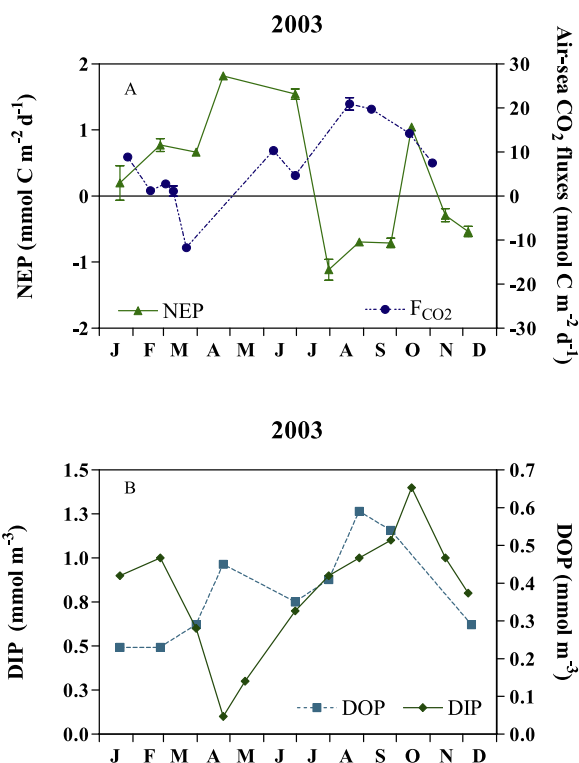 2003
A
NEP (mmol C m⁻² d⁻¹)
2
1
0
-1
-2
Air-sea CO₂ fluxes (mmol C m⁻² d⁻¹)
30
20
10
0
-10
-20
-30
NEP
F_CO2
J F M A M J J A S O N D
2003
B
DIP (mmol m⁻³)
1.5
1.3
1.0
0.8
0.5
0.3
0.0
DOP (mmol m⁻³)
0.7
0.6
0.5
0.4
0.3
0.2
0.1
0.0
DOP
DIP
J F M A M J J A S O N D